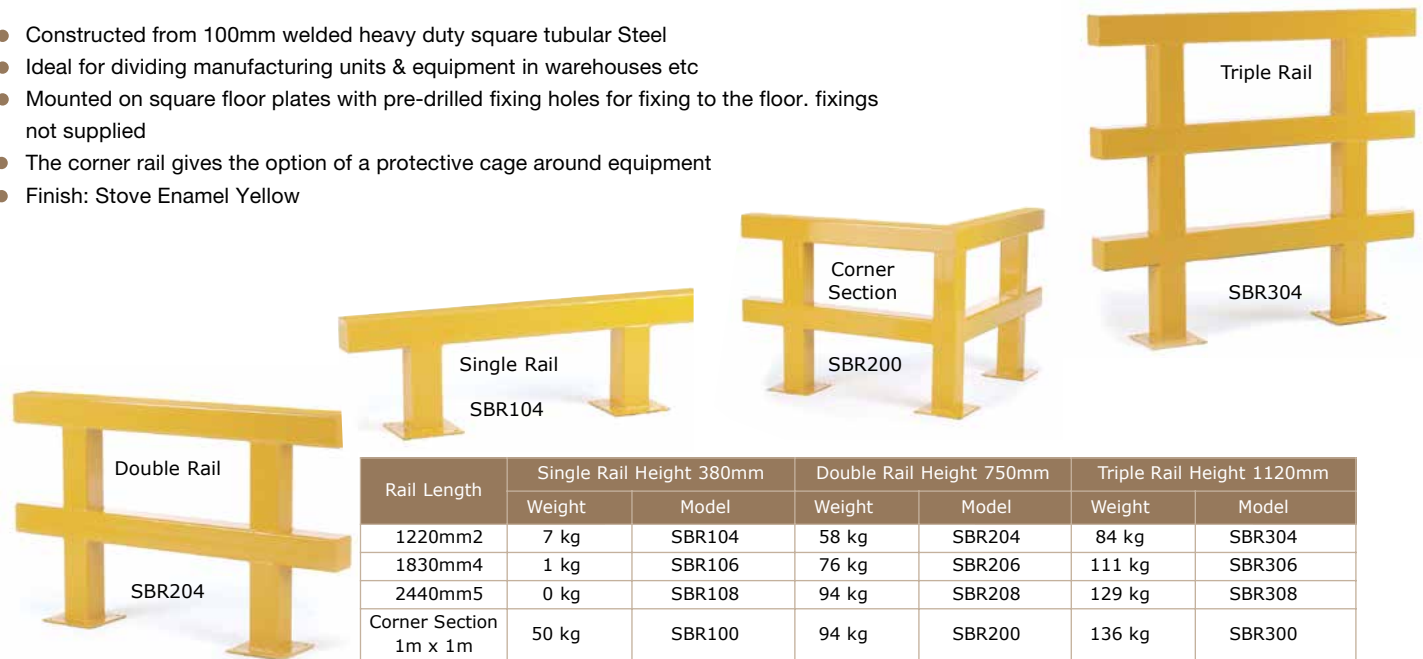 Constructed from 100mm welded heavy duty square tubular Steel
Ideal for dividing manufacturing units & equipment in warehouses etc
Mounted on square floor plates with pre-drilled fixing holes for fixing to the floor. fixings
not supplied
The corner rail gives the option of a protective cage around equipment
Finish: Stove Enamel Yellow
Triple Rail
SBR304
Corner
Section
SBR200
Single Rail
SBR104
Double Rail
SBR204
Rail Length Single Rail Height 380mm Double Rail Height 750mm Triple Rail Height 1120mm
Weight Model Weight Model Weight Model
1220mm2 7 kg SBR104 58 kg SBR204 84 kg SBR304
1830mm4 1 kg SBR106 76 kg SBR206 111 kg SBR306
2440mm5 0 kg SBR108 94 kg SBR208 129 kg SBR308
Corner Section
1m x 1m 50 kg SBR100 94 kg SBR200 136 kg SBR300